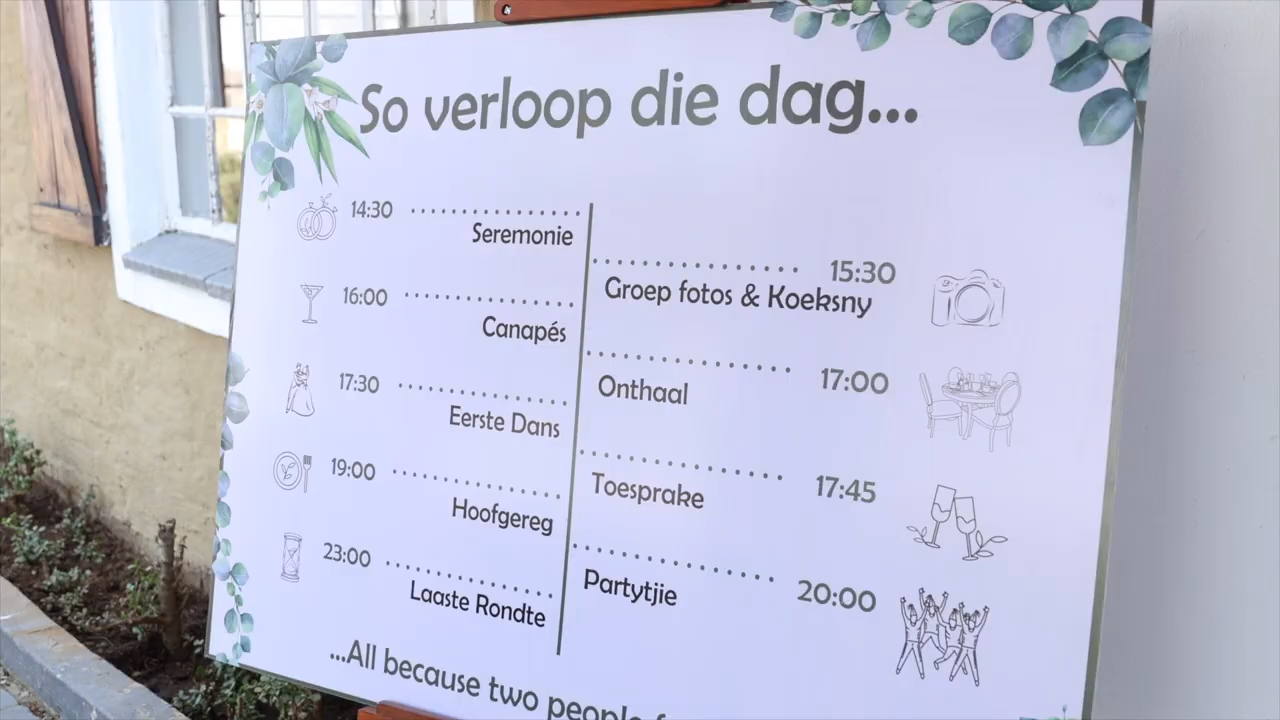 So verloop die dag...
14:30
Seremonie
15:30
Groep fotos & Koeksny
16:00
Canapés
17:00
Onthaal
17:30
Eerste Dans
17:45
Toesprake
19:00
Hoofgereg
20:00
Partytjie
23:00
Laaste Rondte
...All because two people